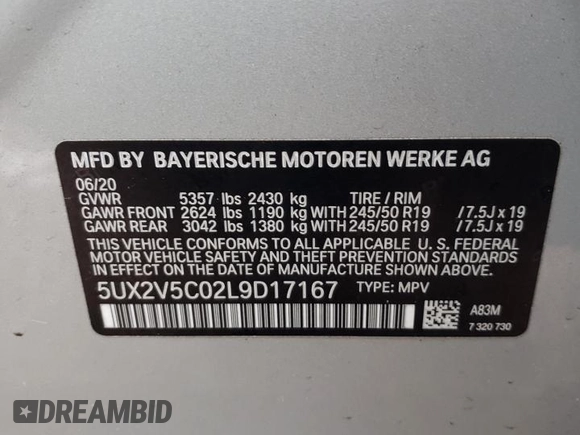 MFD BY BAYERISCHE MOTOREN WERKE AG
06/20
GVWR 5357 lbs 2430 kg TIRE / RIM
GAWR FRONT 2624 lbs 1190 kg WITH 245/50 R19 / 7.5J x 19
GAWR REAR 3042 lbs 1380 kg WITH 245/50 R19 / 7.5J x 19
THIS VEHICLE CONFORMS TO ALL APPLICABLE U. S. FEDERAL
MOTOR VEHICLE SAFETY AND THEFT PREVENTION
STANDARDS IN EFFECT ON THE DATE OF MANUFACTURE SHOWN ABOVE.
5UX2V5C02L9D17167 TYPE: MPV
A83M
7 320 730
DREAMBID